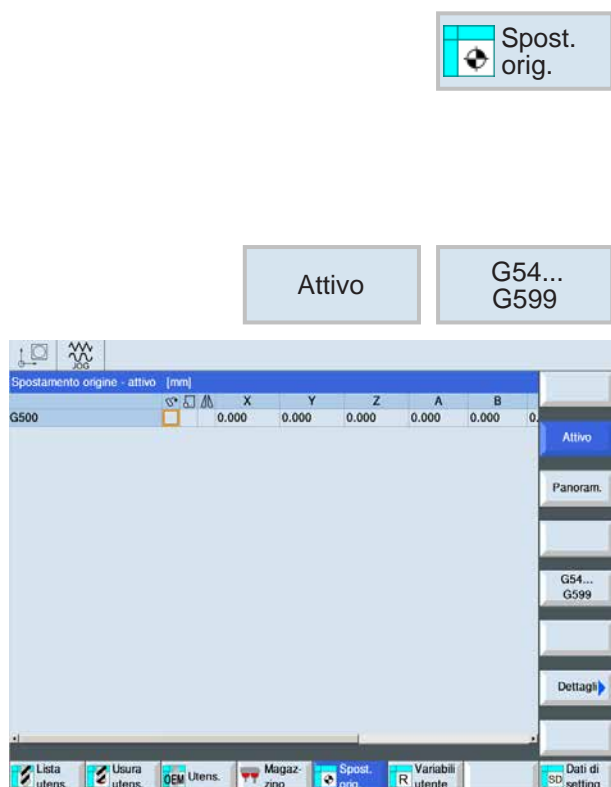 Spost.
orig.
Attivo
G54...
G599
JOG
Spostamento origine - attivo [mm]
X Y Z A B
G500 0.000 0.000 0.000 0.000 0.000 0.
Attivo
Panoram.
G54...
G599
Dettagli
Lista
utens.
Usura
utens.
OEM Utens.
Magaz-
zino
Spost.
orig.
R Variabili
utente
SD Dati di
setting